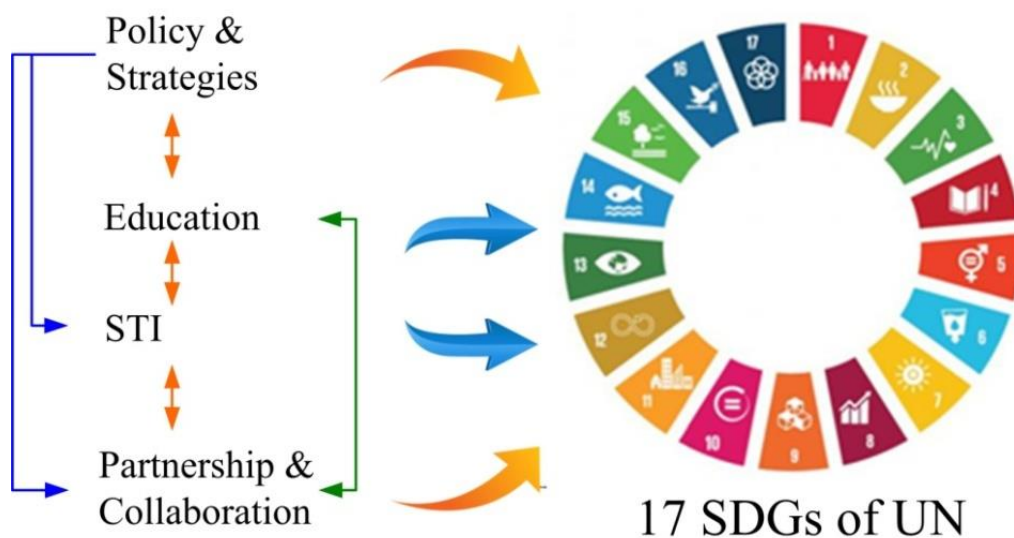 Policy &
Strategies
Education
STI
Partnership &
Collaboration
1
2
3
4
5
6
7
8
9
10
11
12
13
14
15
16
17
17 SDGs of UN